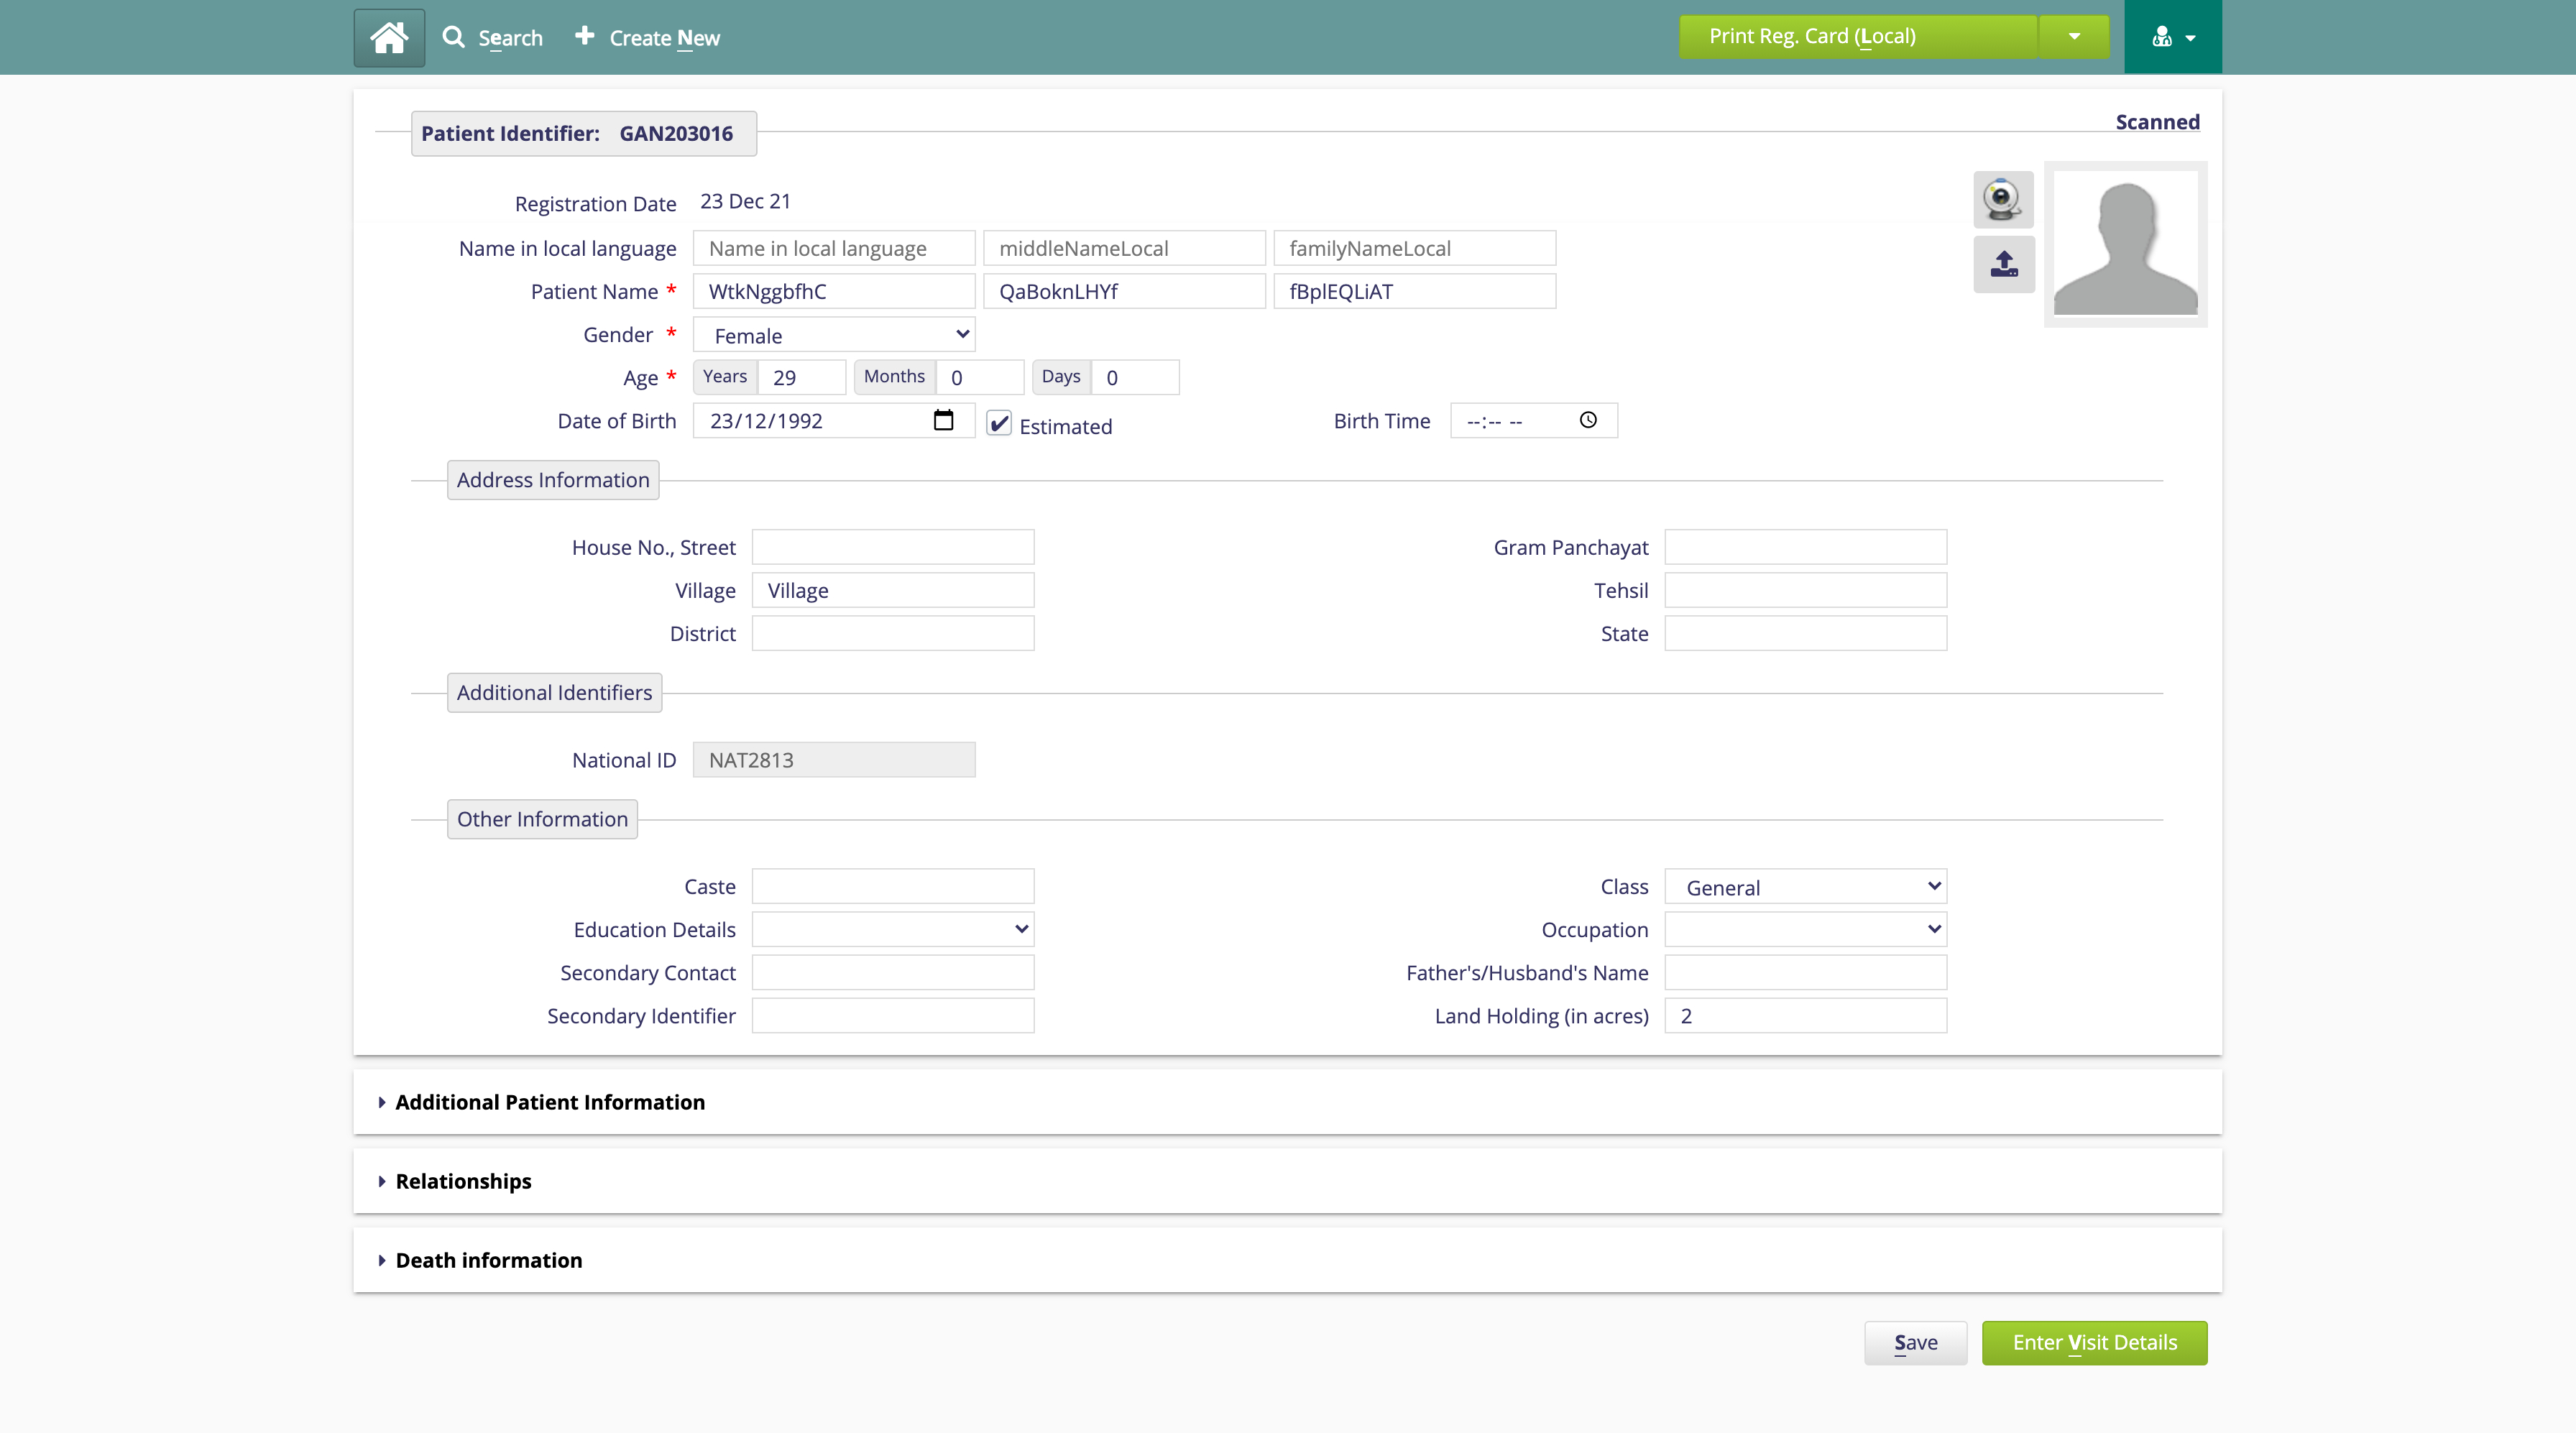 Search
Create New
Print Reg. Card (Local)
Patient Identifier: GAN203016
Scanned
Registration Date 23 Dec 21
Name in local language Name in local language middleNameLocal familyNameLocal
Patient Name * WtkNggbfhC QaBoknLHYf fBplEQLiAT
Gender * Female
Age * Years 29 Months 0 Days 0
Date of Birth 23/12/1992 Estimated Birth Time --:-- --
Address Information
House No., Street Gram Panchayat
Village Village Tehsil
District State
Additional Identifiers
National ID NAT2813
Other Information
Caste Class General
Education Details Occupation
Secondary Contact Father's/Husband's Name
Secondary Identifier Land Holding (in acres) 2
Additional Patient Information
Relationships
Death information
Save Enter Visit Details